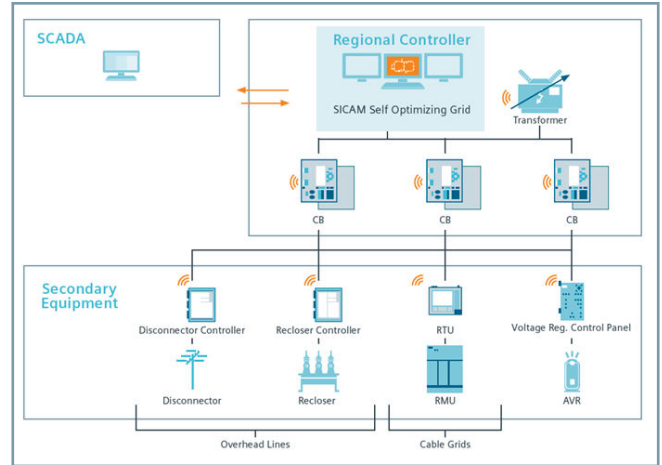 SCADA
Regional Controller
SICAM Self Optimizing Grid
Transformer
CB
CB
CB
Secondary
Equipment
Disconnector Controller
Recloser Controller
RTU
Voltage Reg. Control Panel
Disconnector
Recloser
RMU
AVR
Overhead Lines
Cable Grids